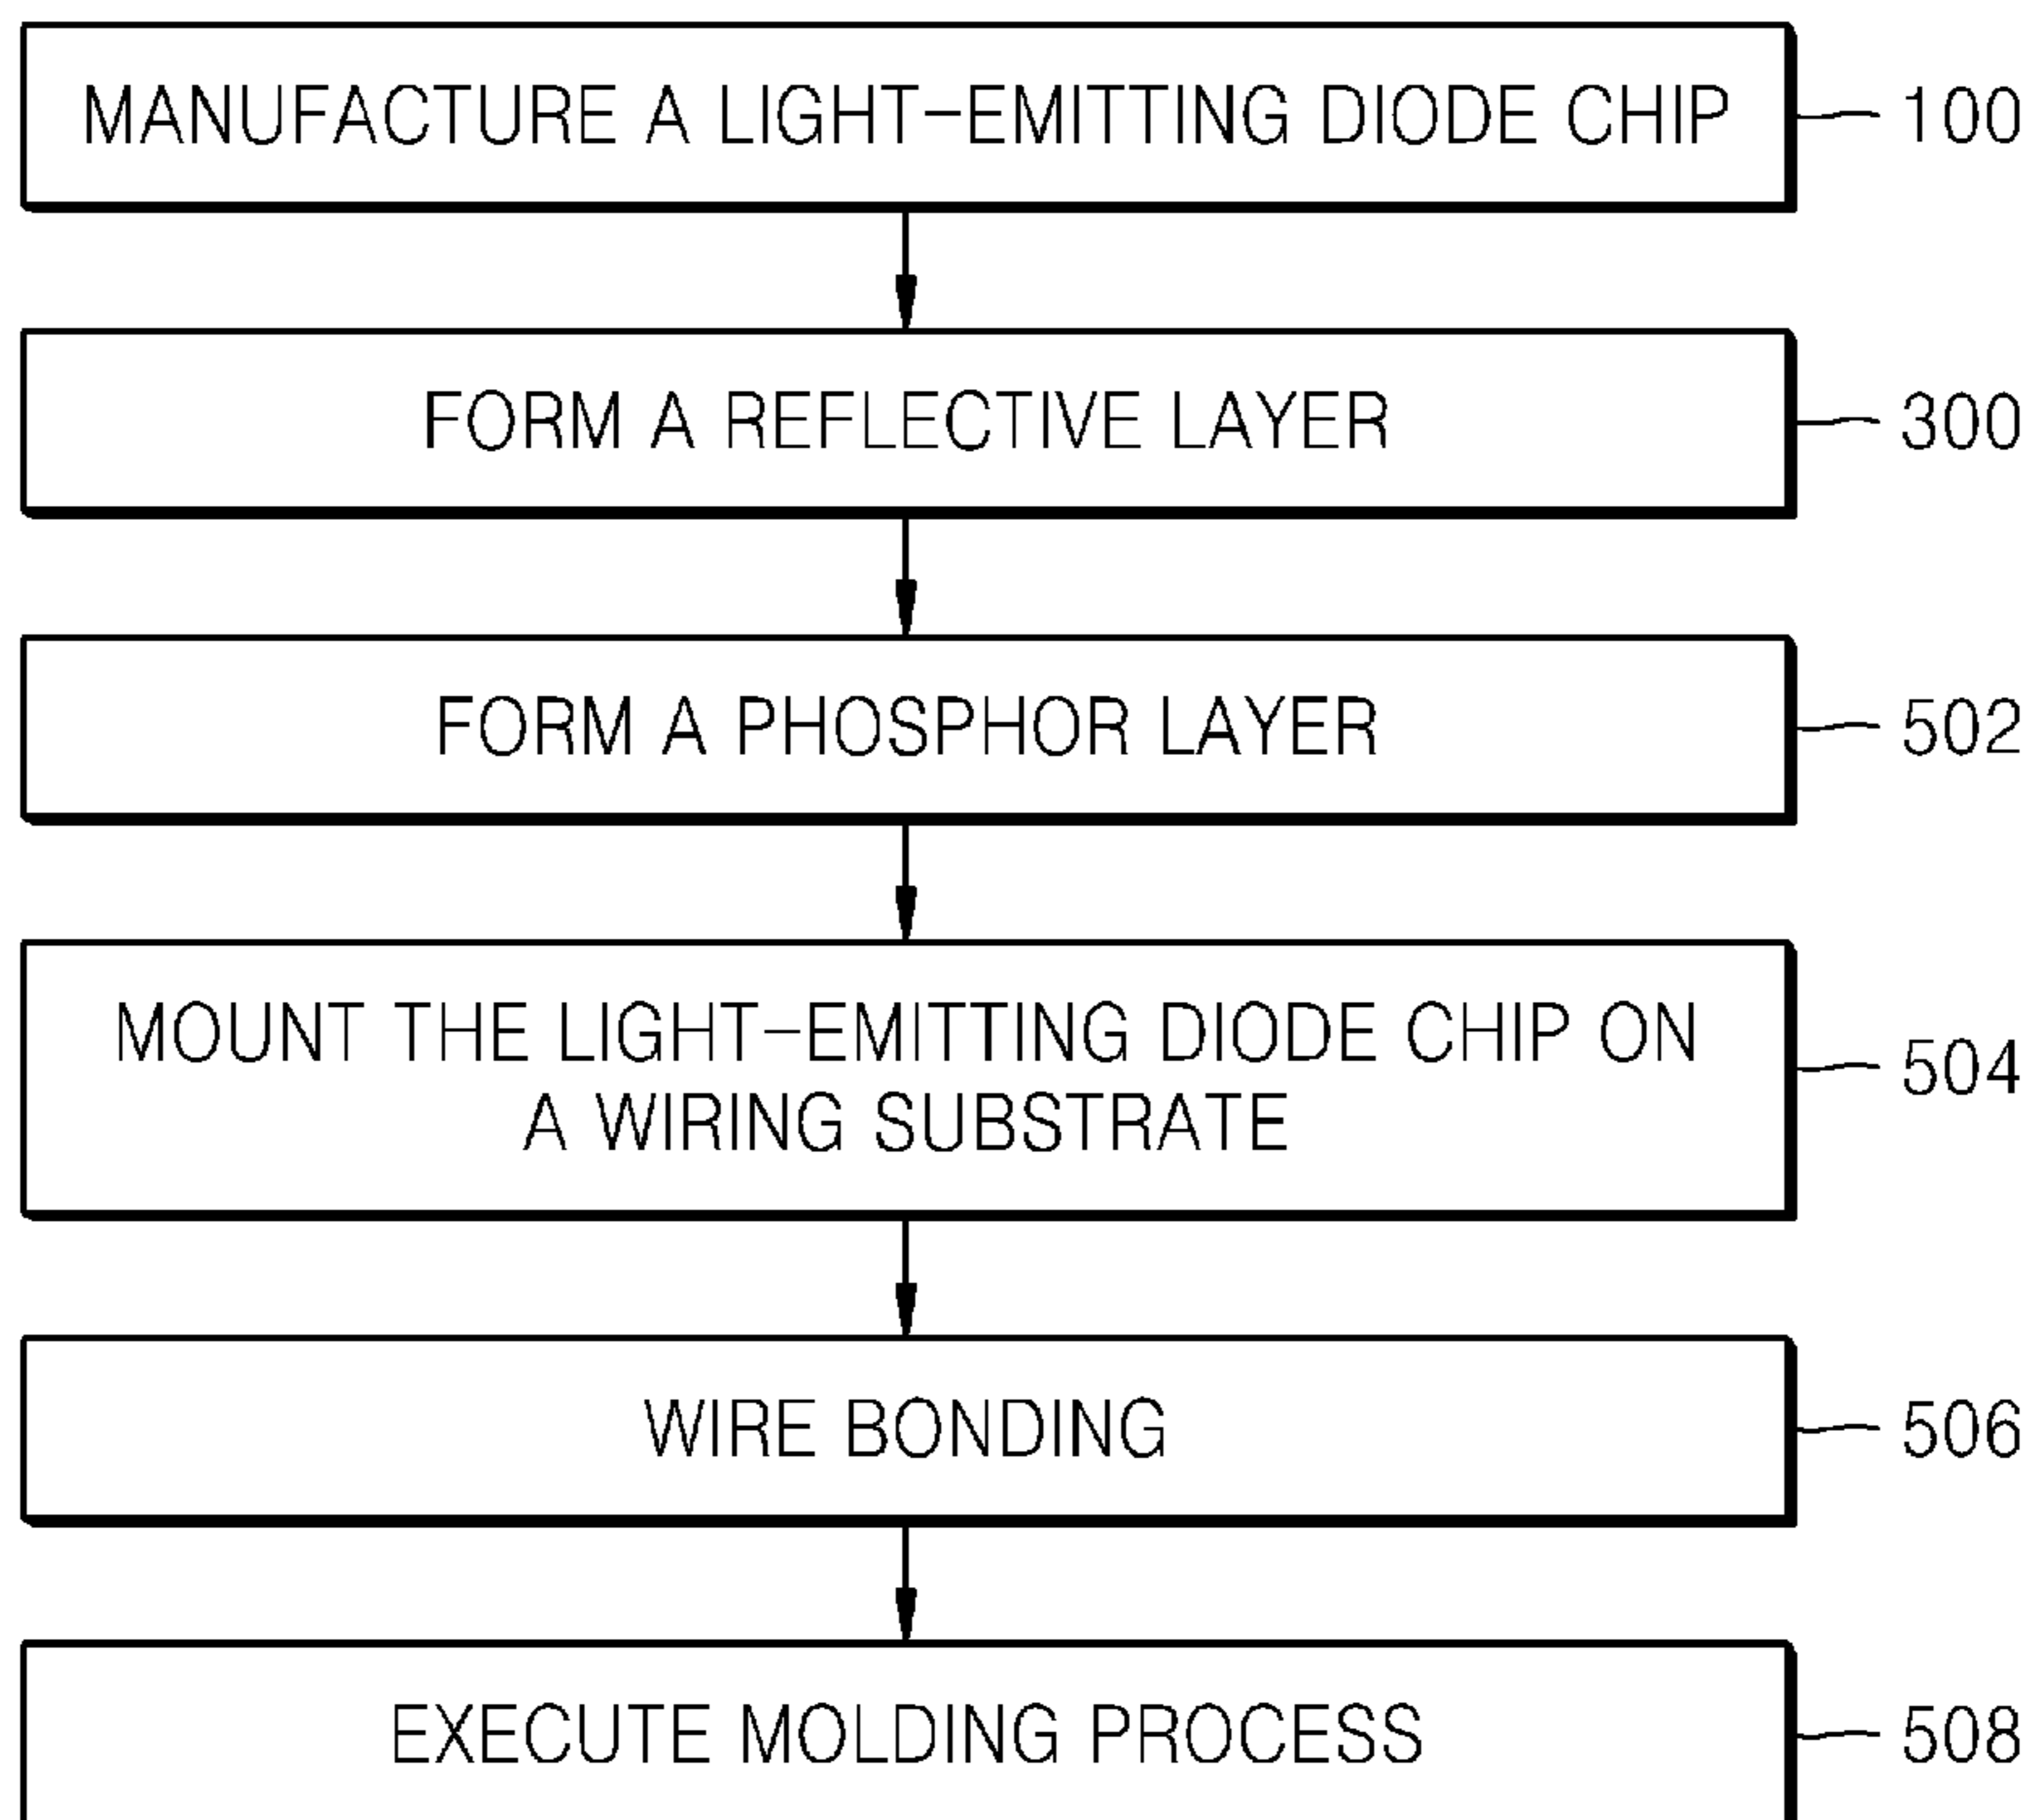 MANUFACTURE A LIGHT-EMITTING DIODE CHIP 100
FORM A REFLECTIVE LAYER 300
FORM A PHOSPHOR LAYER 502
MOUNT THE LIGHT-EMITTING DIODE CHIP ON
A WIRING SUBSTRATE
504
WIRE BONDING 506
EXECUTE MOLDING PROCESS 508